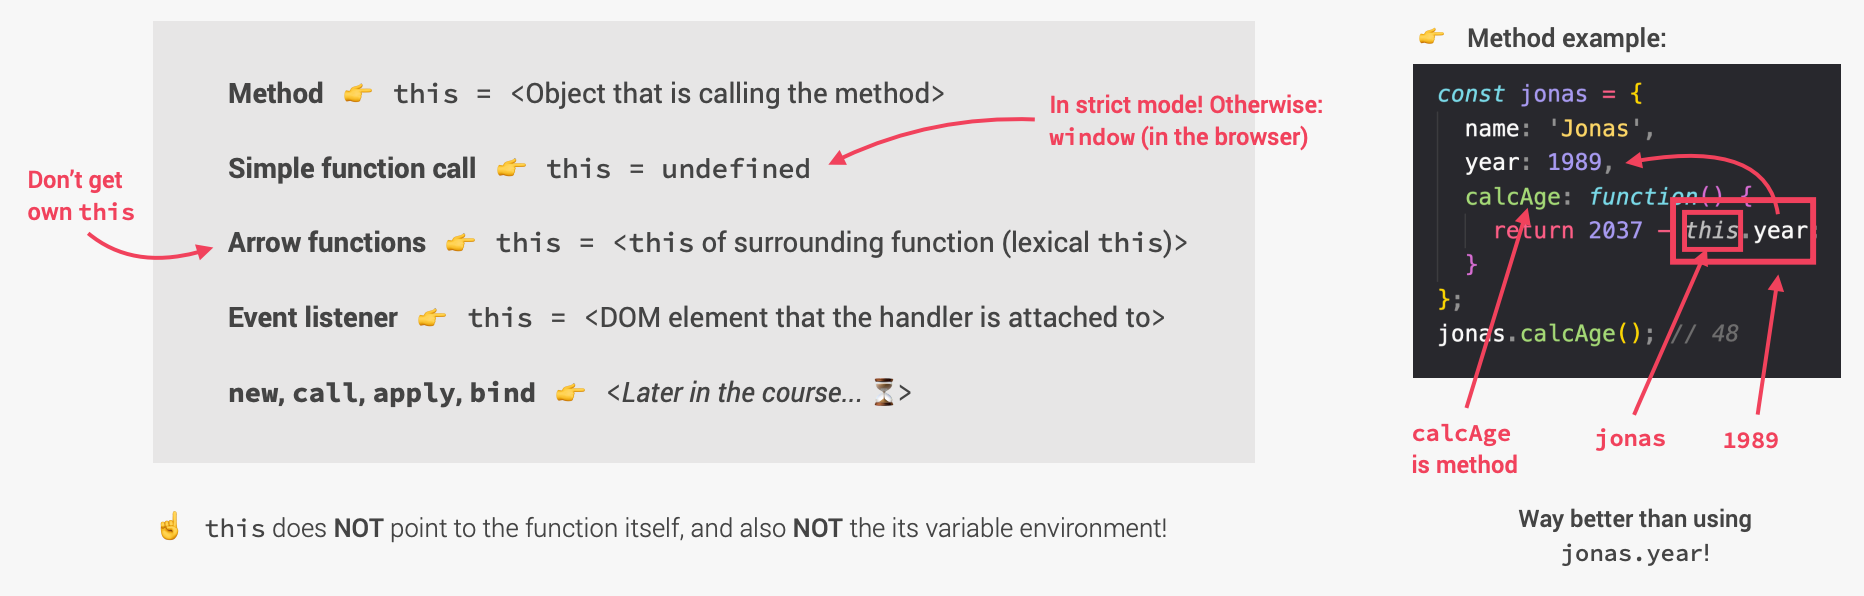 Method 👉 this = <Object that is calling the method>
In strict mode! Otherwise:
window (in the browser)
Simple function call 👉 this = undefined
Don't get
own this
Arrow functions 👉 this = <this of surrounding function (lexical this)>
Event listener 👉 this = <DOM element that the handler is attached to>
new, call, apply, bind 👉 <Later in the course... ⏳>
☝️ this does NOT point to the function itself, and also NOT the its variable environment!
👉 Method example:
const jonas = {
name: 'Jonas',
year: 1989,
calcAge: function() {
return 2037 - this.year
}
};
jonas.calcAge(); // 48
calcAge
is method
jonas
1989
Way better than using
jonas.year!